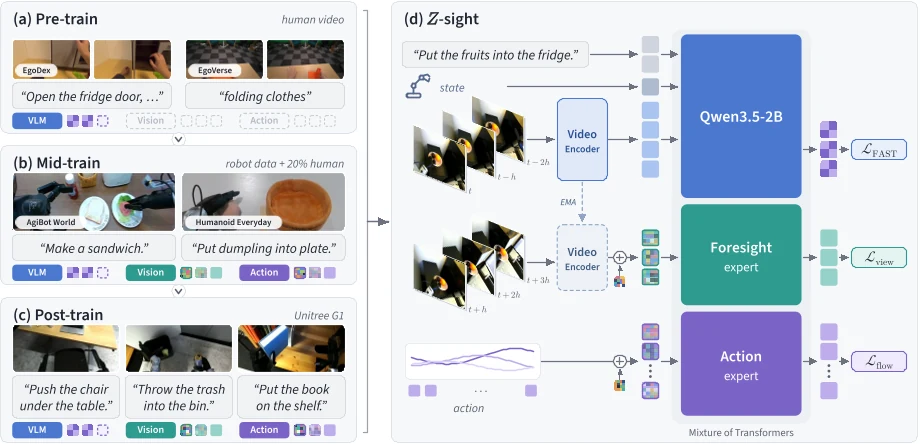 (a) Pre-train
human video
EgoDex
EgoVerse
“Open the fridge door, …”
“folding clothes”
VLM
Vision
Action
(b) Mid-train
robot data + 20% human
AgiBot World
Humanoid Everyday
“Make a sandwich.”
“Put dumpling into plate.”
VLM
Vision
Action
(c) Post-train
Unitree G1
“Push the chair
under the table.”
“Throw the trash
into the bin.”
“Put the book
on the shelf.”
VLM
Vision
Action
(d) Z-sight
“Put the fruits into the fridge.”
state
t
t − h
t − 2h
Video
Encoder
EMA
t + h
t + 2h
t + 3h
Video
Encoder
action
Qwen3.5-2B
Foresight
expert
Action
expert
Mixture of Transformers
ℒFAST
ℒview
ℒflow